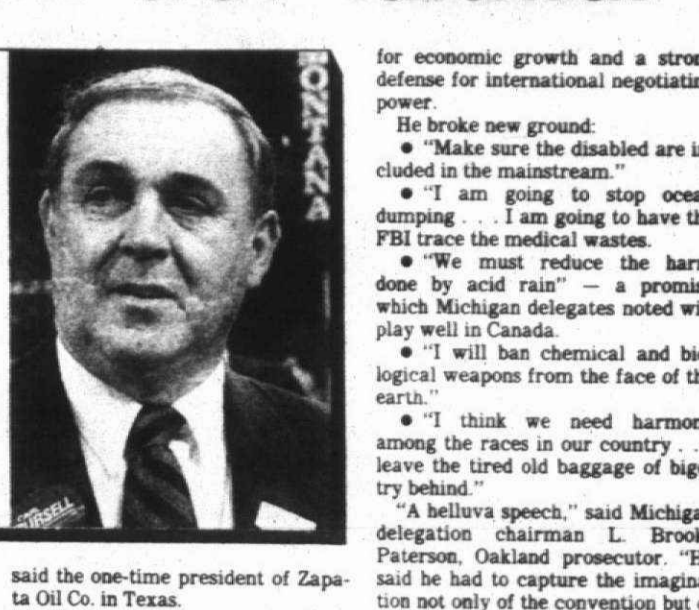 ONTANA
URSELL
said the one-time president of Zapa-
ta Oil Co. in Texas.
for economic growth and a stron
defense for international negotiatin
power.
He broke new ground:
● “Make sure the disabled are in
cluded in the mainstream.”
● “I am going to stop ocea
dumping . . . I am going to have th
FBI trace the medical wastes.
● “We must reduce the harm
done by acid rain” — a promis
which Michigan delegates noted wil
play well in Canada.
● “I will ban chemical and bio
logical weapons from the face of th
earth.”
● “I think we need harmon
among the races in our country . .
leave the tired old baggage of bigo
try behind.”
“A helluva speech,” said Michiga
delegation chairman L. Brook
Paterson, Oakland prosecutor. “H
said he had to capture the imagina
tion not only of the convention but